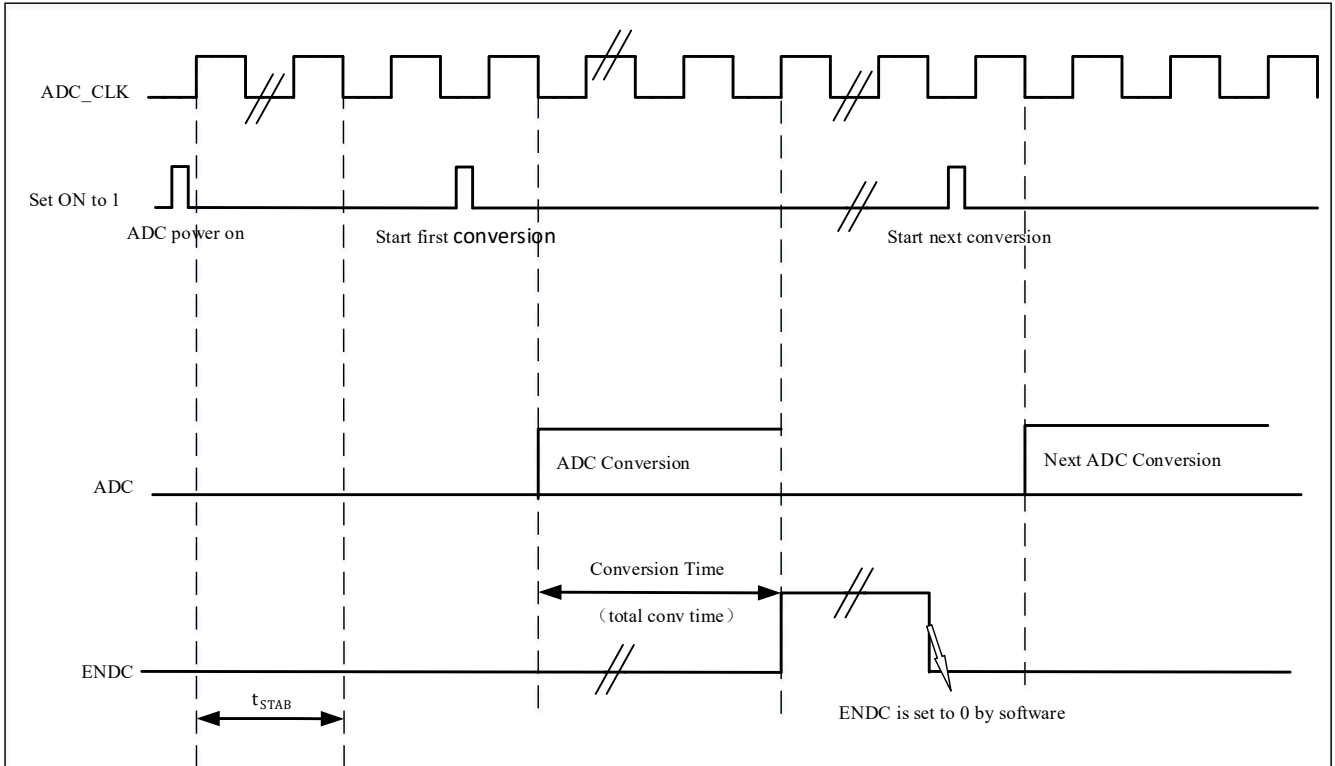 ADC_CLK
Set ON to 1
ADC power on
Start first conversion
Start next conversion
ADC Conversion
Next ADC Conversion
ADC
Conversion Time
（total conv time）
ENDC
tSTAB
ENDC is set to 0 by software